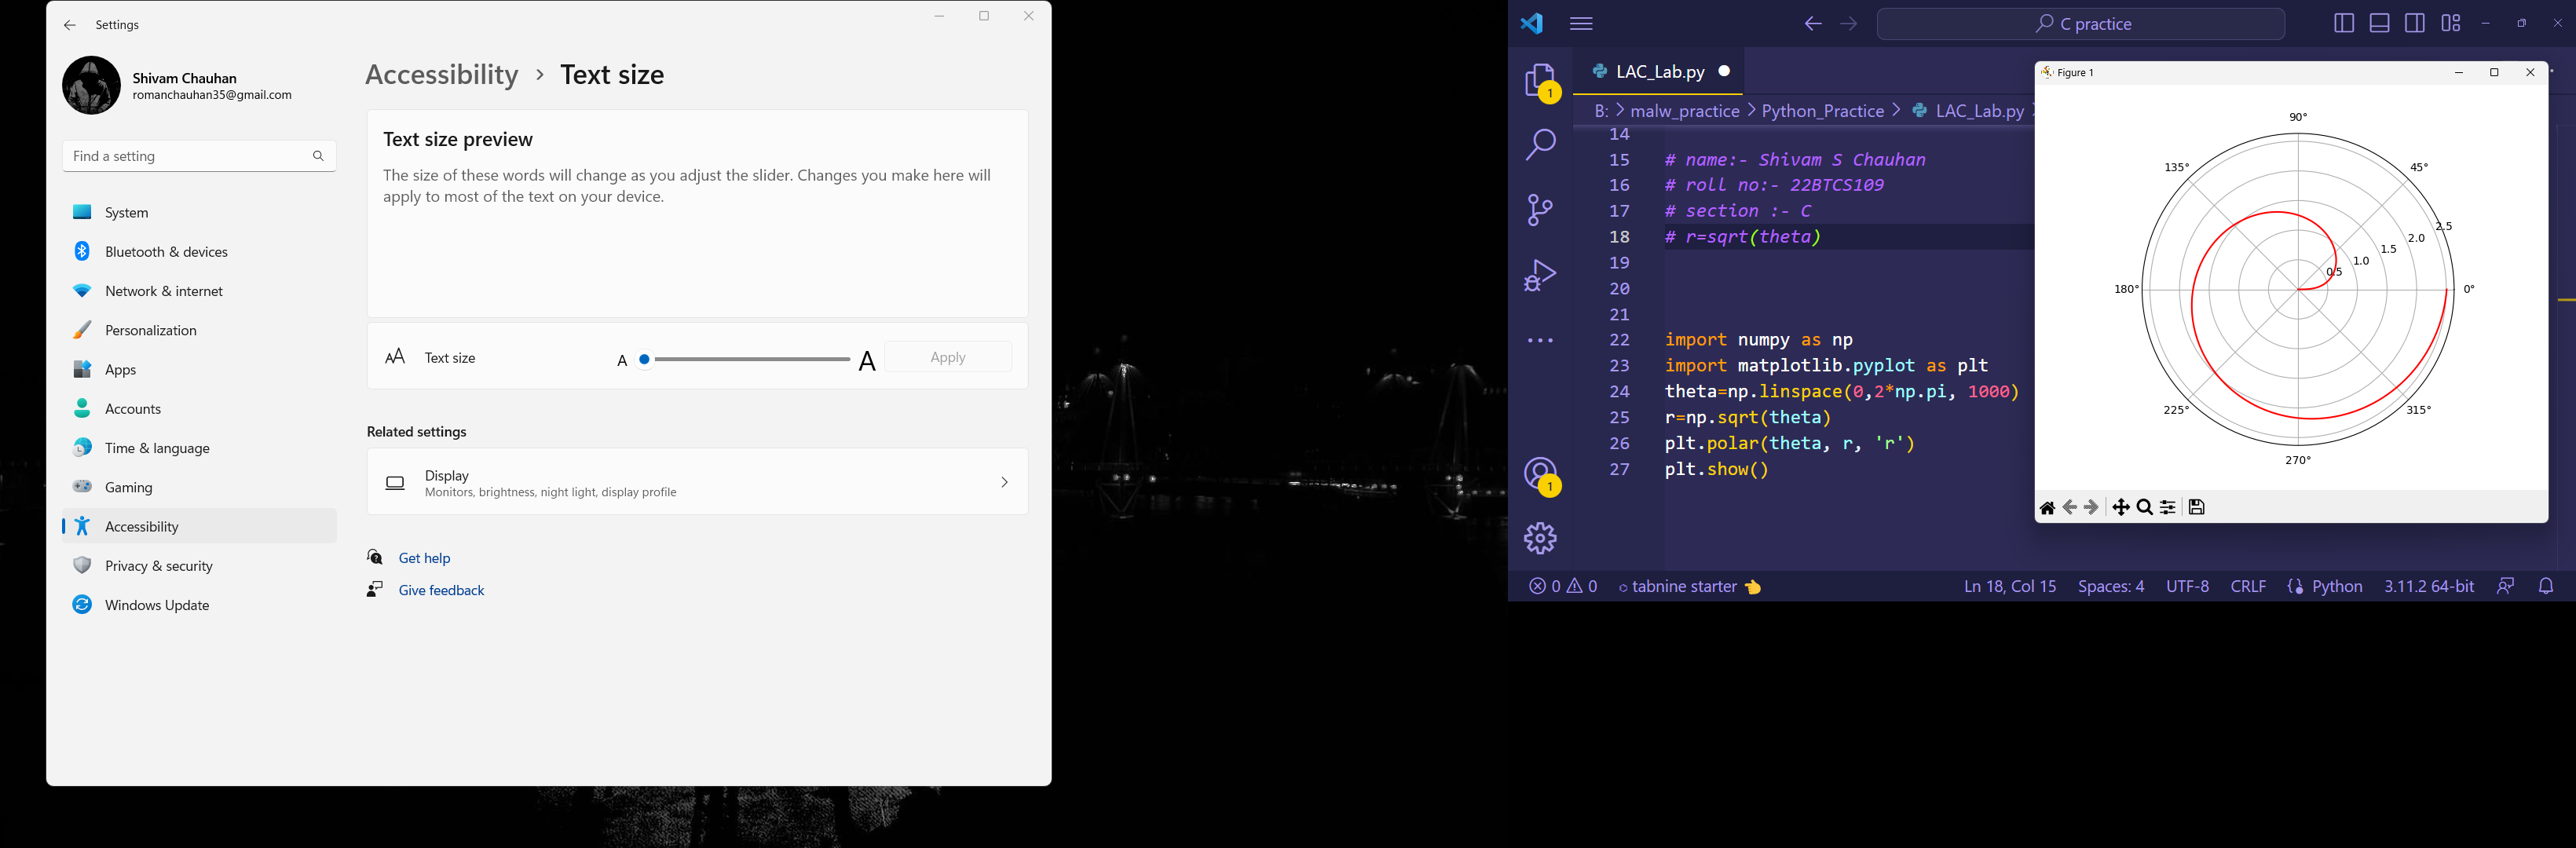 Settings
Shivam Chauhan
romanchauhan35@gmail.com
Find a setting
System
Bluetooth & devices
Network & internet
Personalization
Apps
Accounts
Time & language
Gaming
Accessibility
Privacy & security
Windows Update
Accessibility > Text size
Text size preview
The size of these words will change as you adjust the slider. Changes you make here will
apply to most of the text on your device.
Text size
A
A
Apply
Related settings
Display
Monitors, brightness, night light, display profile
Get help
Give feedback
C practice
LAC_Lab.py
B: > malw_practice > Python_Practice > LAC_Lab.py
14
15 # name:- Shivam S Chauhan
16 # roll no:- 22BTCS109
17 # section :- C
18 # r=sqrt(theta)
19
20
21
22 import numpy as np
23 import matplotlib.pyplot as plt
24 theta=np.linspace(0,2*np.pi, 1000)
25 r=np.sqrt(theta)
26 plt.polar(theta, r, 'r')
27 plt.show()
1
1
Figure 1
90°
135°
45°
2.5
2.0
1.5
1.0
0.5
180°
0°
225°
315°
270°
0 0 tabnine starter Ln 18, Col 15 Spaces: 4 UTF-8 CRLF Python 3.11.2 64-bit